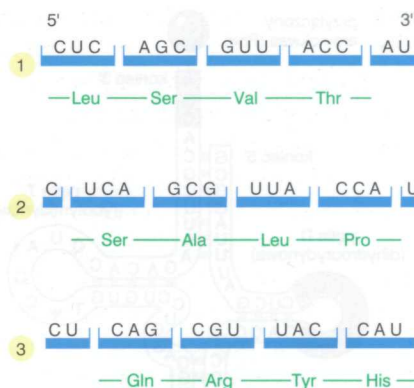 5' 3'
1 CUC AGC GUU ACC AU
Leu Ser Val Thr
2 C UCA GCG UUA CCA U
Ser Ala Leu Pro
3 CU CAG CGU UAC CAU
Gln Arg Tyr His